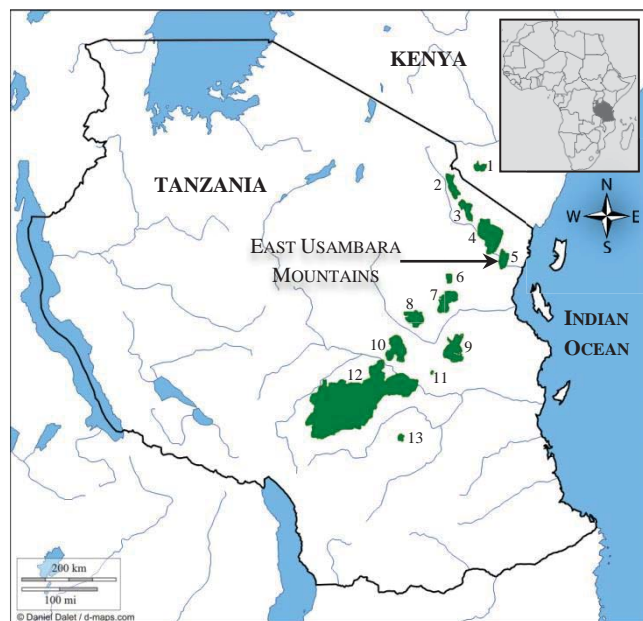 KENYA
N
W E
S
1
2
TANZANIA
3
4
EAST USAMBARA
MOUNTAINS
5
6
7
8
INDIAN
OCEAN
9
10
11
12
13
200 km
100 mi
© Daniel Dalet / d-maps.com